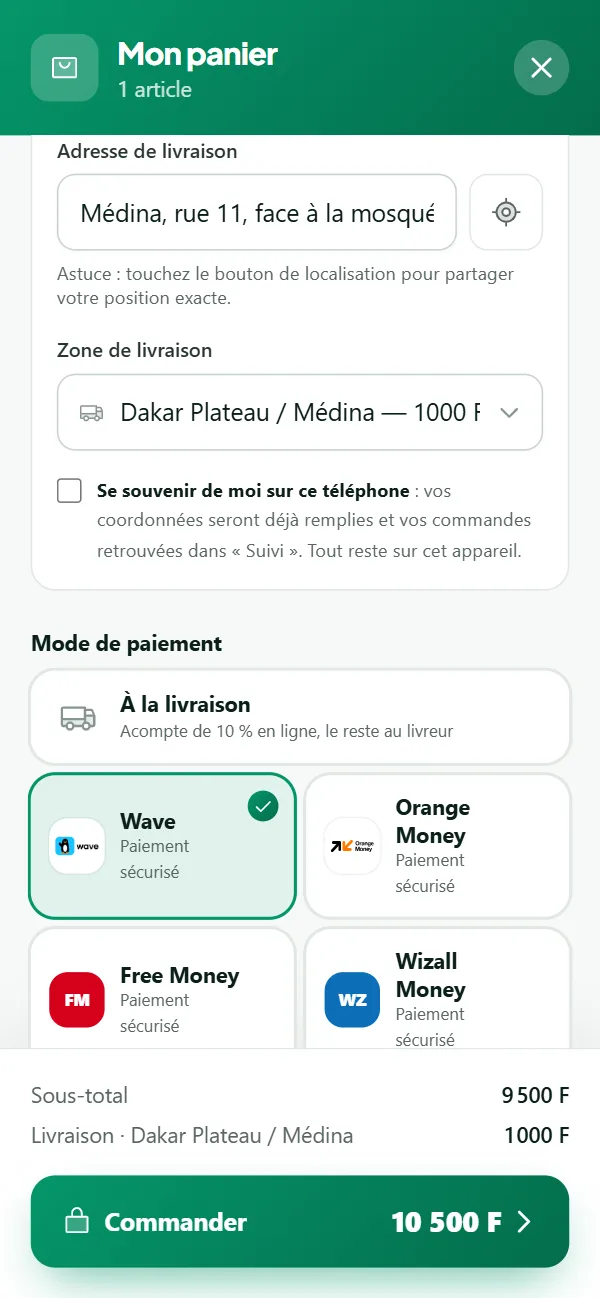 Mon panier
1 article
Adresse de livraison
Médina, rue 11, face à la mosqué
Astuce : touchez le bouton de localisation pour partager
votre position exacte.
Zone de livraison
Dakar Plateau / Médina — 1000 F
Se souvenir de moi sur ce téléphone : vos
coordonnées seront déjà remplies et vos commandes
retrouvées dans « Suivi ». Tout reste sur cet appareil.
Mode de paiement
À la livraison
Acompte de 10 % en ligne, le reste au livreur
wave
Wave
Paiement
sécurisé
Orange
Money
Orange
Money
Paiement
sécurisé
FM
Free Money
Paiement
sécurisé
WZ
Wizall
Money
Paiement
sécurisé
Sous-total
9 500 F
Livraison · Dakar Plateau / Médina
1000 F
Commander
10 500 F